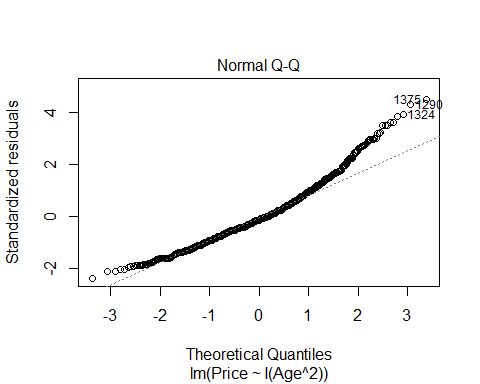 Normal Q-Q
Standardized residuals
4
2
0
-2
1375
1290
1324
-3 -2 -1 0 1 2 3
Theoretical Quantiles
lm(Price ~ I(Age^2))